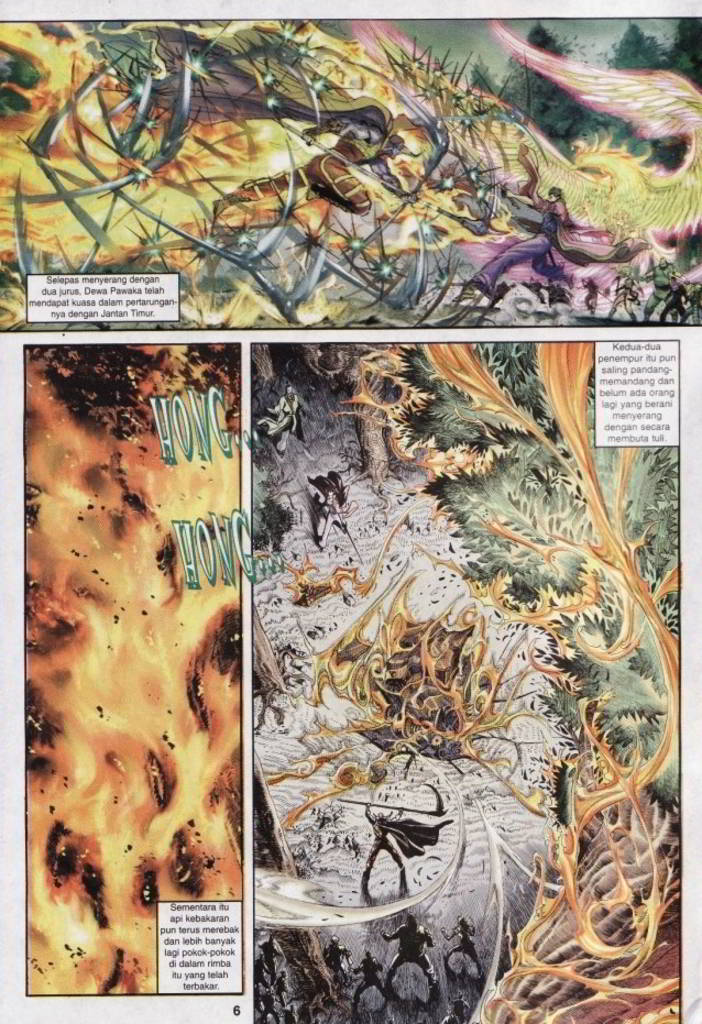 Selepas menyerang dengan
dua jurus, Dewa Pawaka telah
mendapat kuasa dalam pertarungan-
nya dengan Jantan Timur.
Kedua-dua
penempur itu pun
saling pandang-
memandang dan
belum ada orang
lagi yang berani
menyerang
dengan secara
membuta tuli.
HONG...
HONG...
Sementara itu
api kebakaran
pun terus merebak
dan lebih banyak
lagi pokok-pokok
di dalam rimba
itu yang telah
terbakar.
6